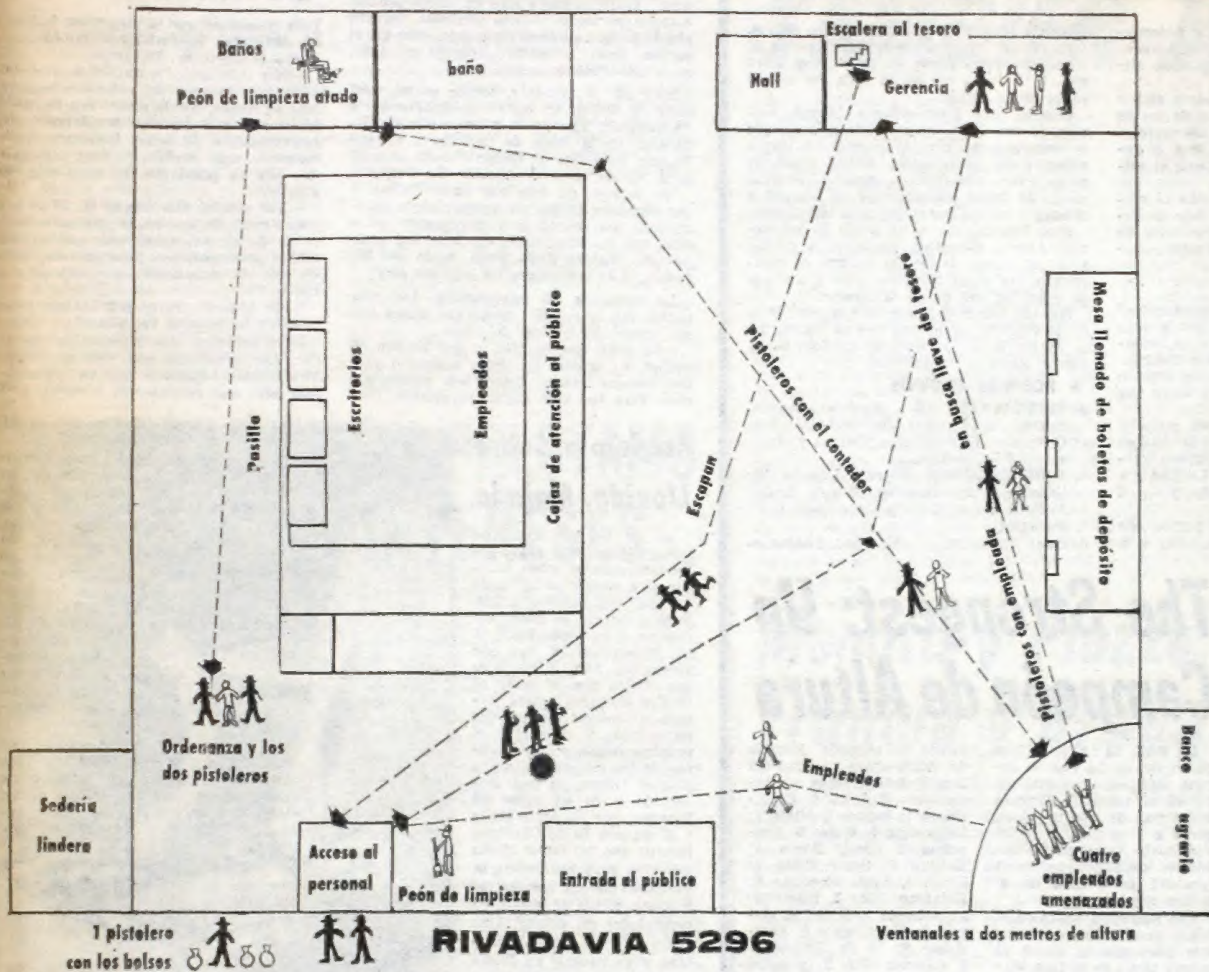 Baños
Peón de limpieza atado
baño
Escalera al tesoro
Hall
Gerencia
Pasillo
Escritorios
Empleados
Cajas de atención al público
Escapan
Pistoleros con el contador
en busca llave del tesoro
Pistoleros con empleada
Mesa llenado de boletas de depósito
Ordenanza y los
dos pistoleros
Empleados
Sedería
lindera
Acceso al
personal
Peón de limpieza
Entrada al público
Cuatro
empleados
amenazados
Banco
agrario
1 pistolero
con los bolsos
RIVADAVIA 5296
Ventanales a dos metros de altura